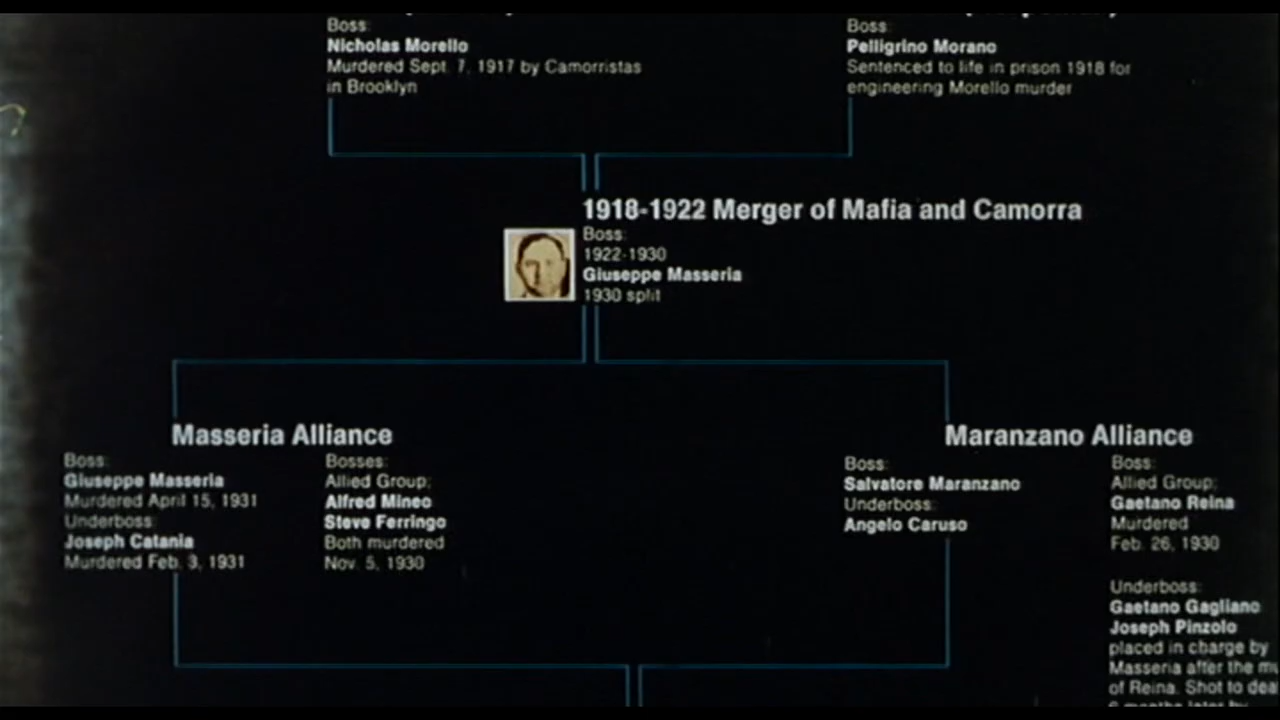 Boss:
Nicholas Morello
Murdered Sept. 7, 1917 by Camorristas
in Brooklyn
Boss:
Pelligrino Morano
Sentenced to life in prison 1918 for
engineering Morello murder
1918-1922 Merger of Mafia and Camorra
Boss:
1922-1930
Giuseppe Masseria
1930 split
Masseria Alliance
Boss:
Giuseppe Masseria
Murdered April 15, 1931
Underboss:
Joseph Catania
Murdered Feb. 3, 1931
Bosses:
Allied Group:
Alfred Mineo
Steve Ferringo
Both murdered
Nov. 5, 1930
Maranzano Alliance
Boss:
Salvatore Maranzano
Underboss:
Angelo Caruso
Boss:
Allied Group:
Gaetano Reina
Murdered
Feb. 26, 1930
Underboss:
Gaetano Gagliano
Joseph Pinzolo
placed in charge by
Masseria after the
of Reina. Shot to
6 months later by